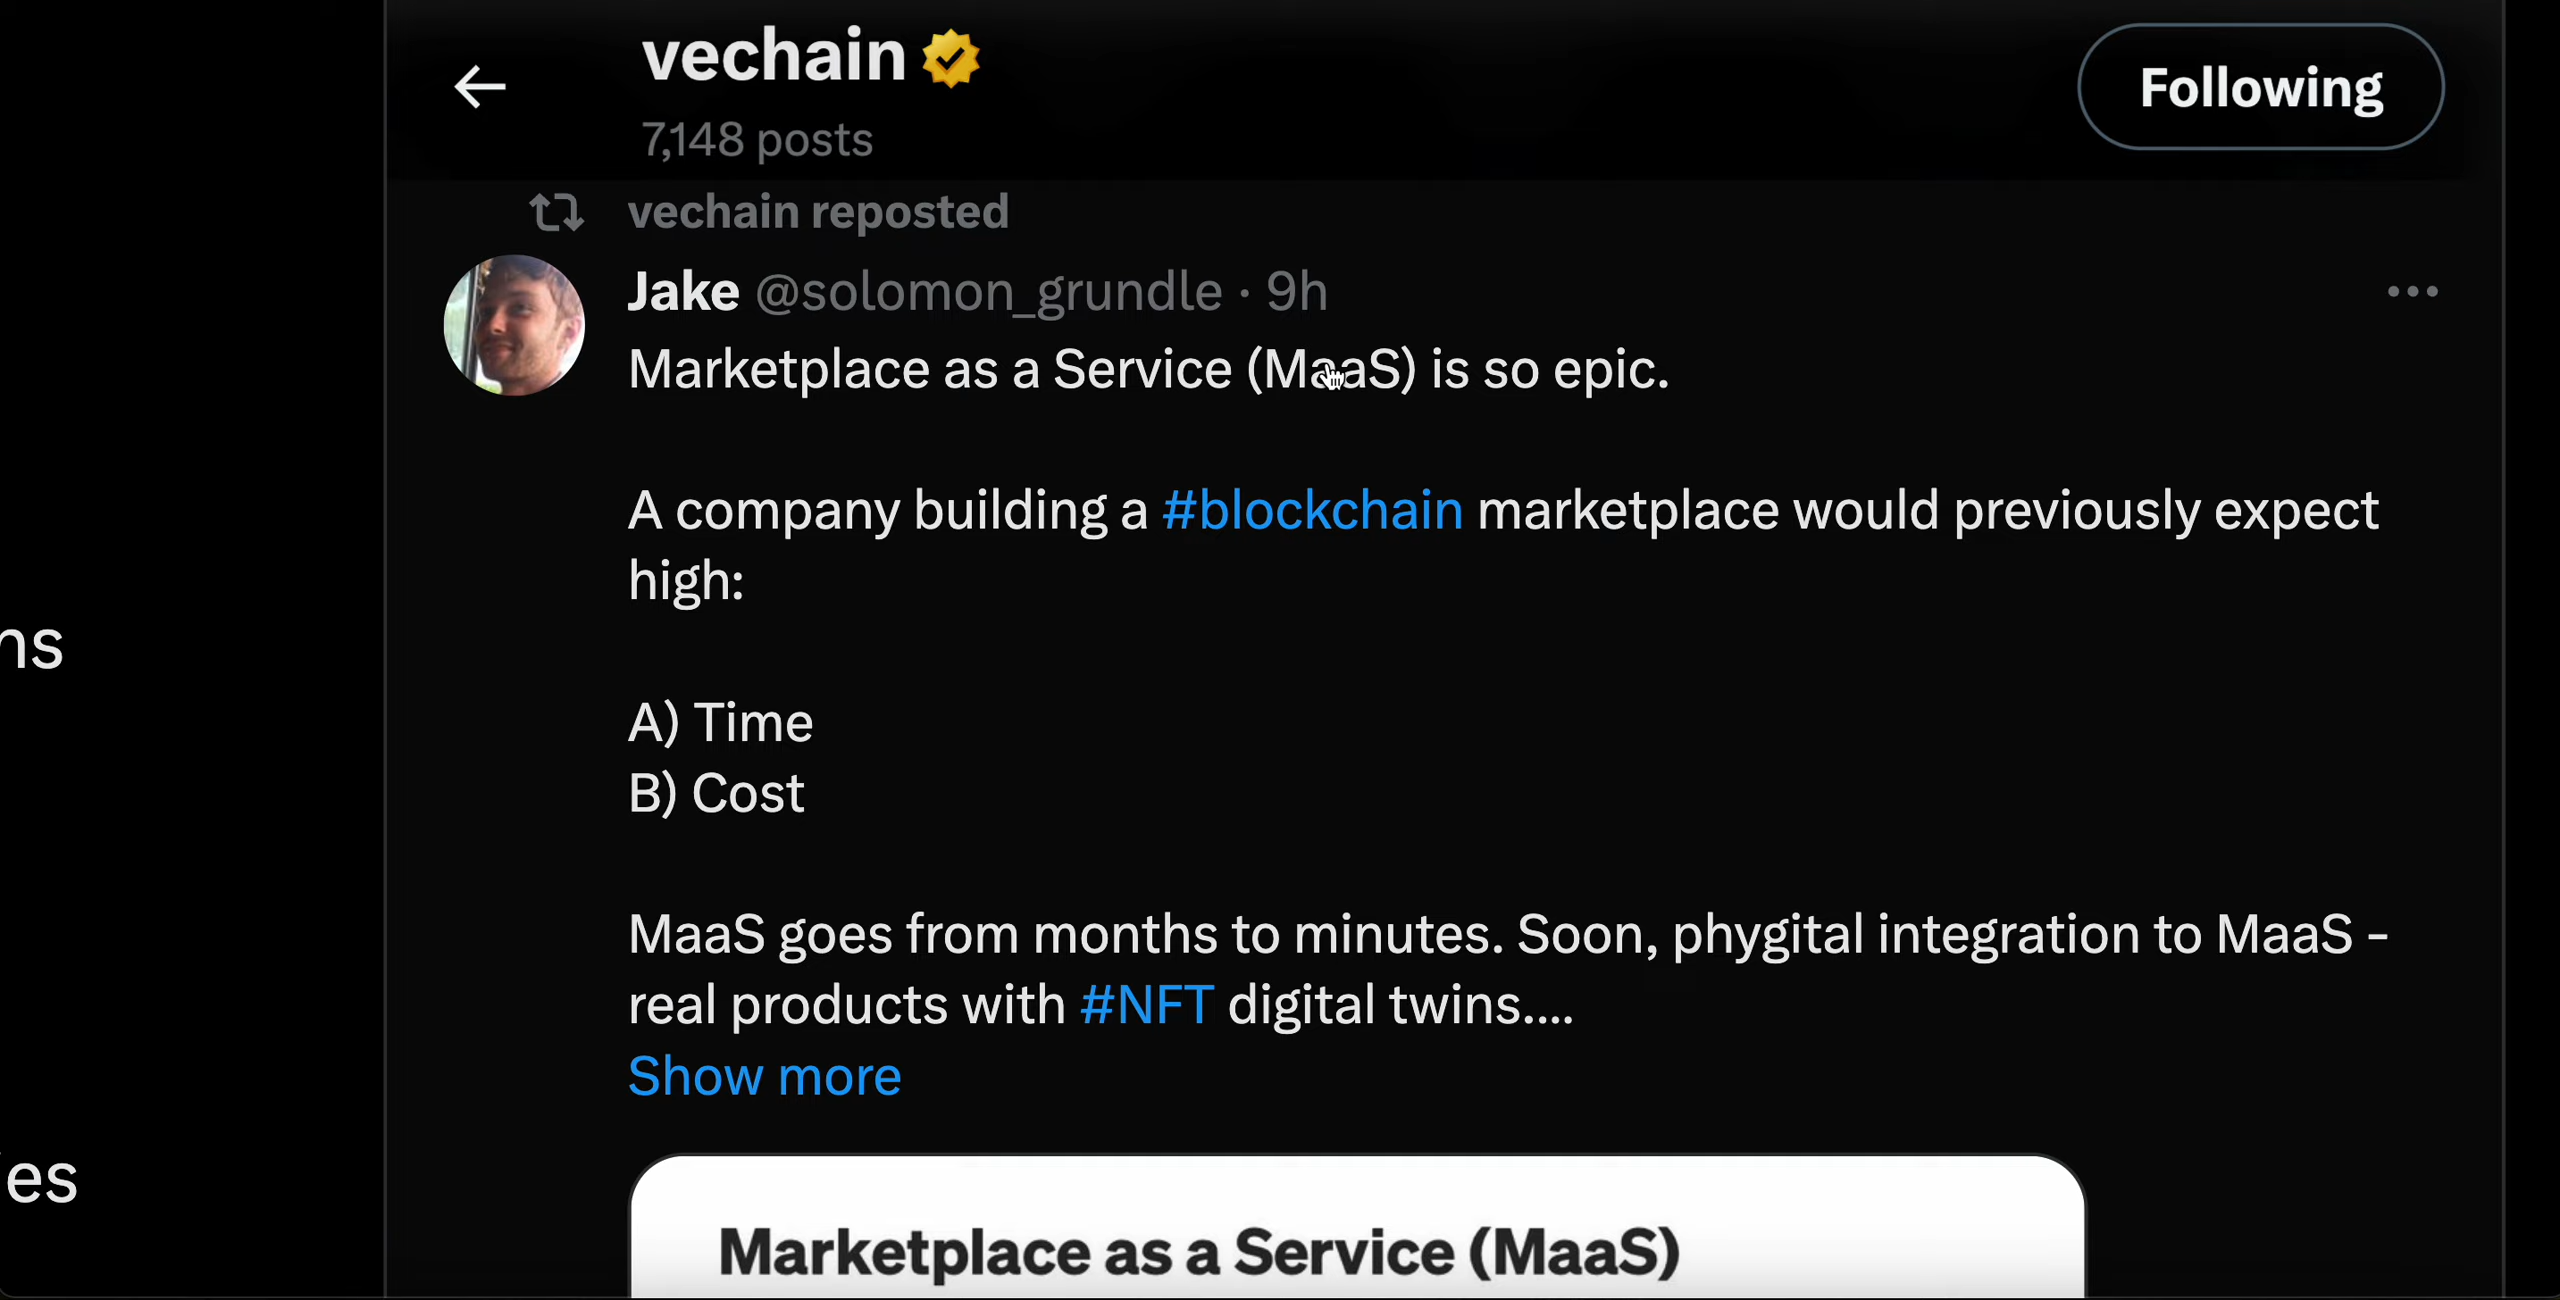 vechain
7,148 posts
Following
vechain reposted
Jake @solomon_grundle · 9h
Marketplace as a Service (MaaS) is so epic.
A company building a #blockchain marketplace would previously expect
high:
A) Time
B) Cost
MaaS goes from months to minutes. Soon, phygital integration to MaaS -
real products with #NFT digital twins....
Show more
Marketplace as a Service (MaaS)